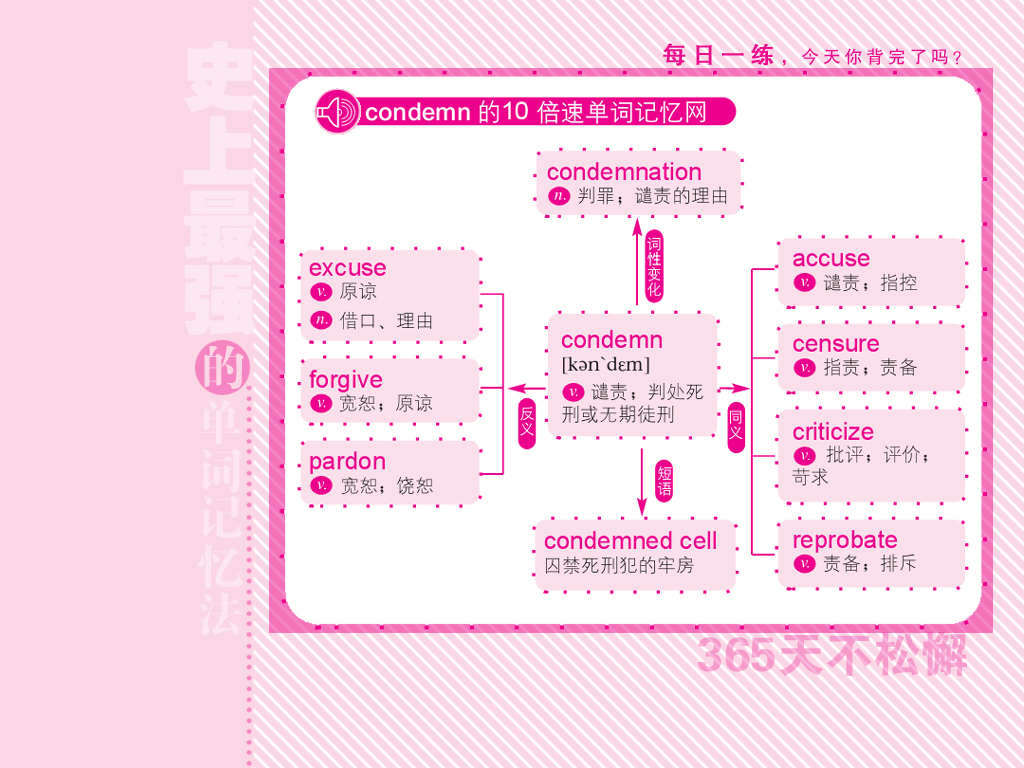 史上最强的单词记忆法
每日一练，今天你背完了吗?
condemn 的10 倍速单词记忆网
condemnation
n. 判罪；谴责的理由
词性变化
excuse
v. 原谅
n. 借口、理由
forgive
v. 宽恕；原谅
pardon
v. 宽恕；饶恕
反义
condemn
[kən`dɛm]
v. 谴责；判处死
刑或无期徒刑
同义
accuse
v. 谴责；指控
censure
v. 指责；责备
criticize
v. 批评；评价；
苛求
reprobate
v. 责备；排斥
短语
condemned cell
囚禁死刑犯的牢房
365天不松懈